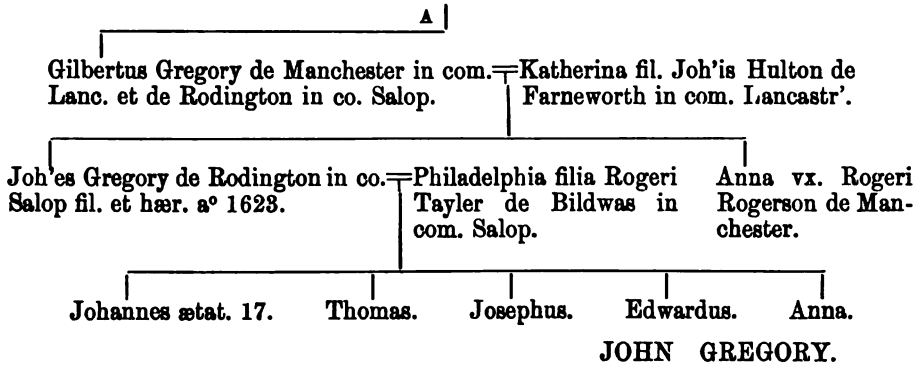 A
Gilbertus Gregory de Manchester in com.
Lanc. et de Rodington in co. Salop.
Katherina fil. Joh'is Hulton de
Farneworth in com. Lancastr'.
Joh'es Gregory de Rodington in co.
Salop fil. et hær. aº 1623.
Philadelphia filia Rogeri
Tayler de Bildwas in
com. Salop.
Anna vx. Rogeri
Rogerson de Man-
chester.
Johannes ætat. 17.
Thomas.
Josephus.
Edwardus.
Anna.
JOHN GREGORY.